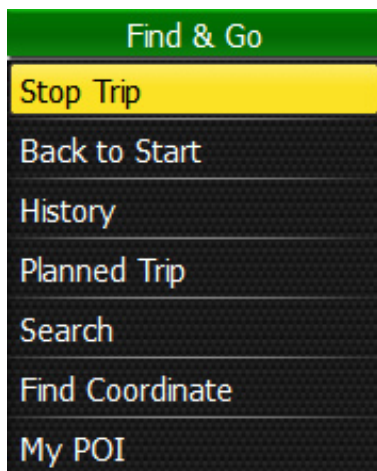 Find & Go
Stop Trip
Back to Start
History
Planned Trip
Search
Find Coordinate
My POI